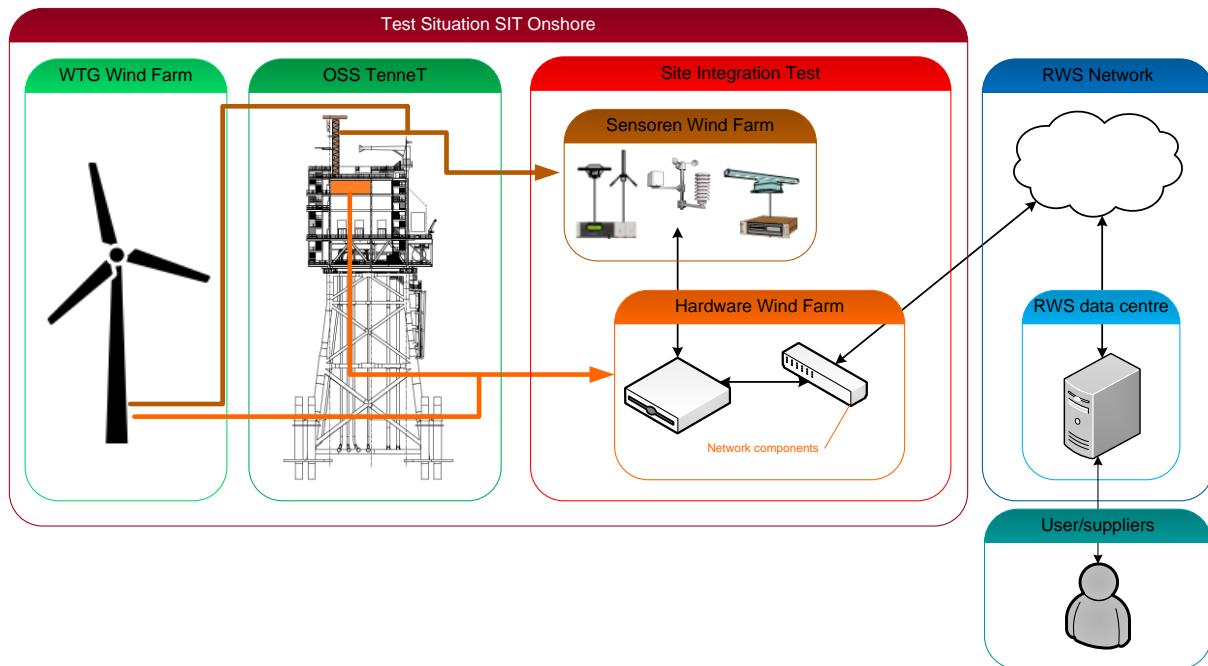 Test Situation SIT Onshore
WTG Wind Farm
OSS TenneT
Site Integration Test
RWS Network
Sensoren Wind Farm
Hardware Wind Farm
RWS data centre
Network components
User/suppliers